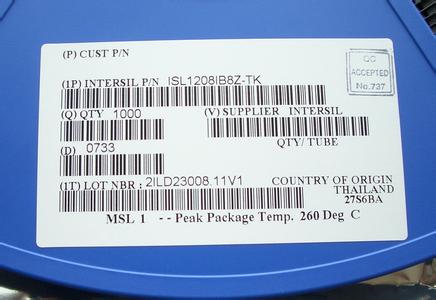 (P) CUST P/N
QC
ACCEPTED
No.737
(1P) INTERSIL P/N ISL1208IB8Z-TK
(Q) QTY 1000
(V) SUPPLIER INTERSIL
(D) 0733
QTY/ TUBE
(1T) LOT NBR : 2ILD23008.11V1
COUNTRY OF ORIGIN
THAILAND
27S6BA
MSL 1 - - Peak Package Temp. 260 Deg C